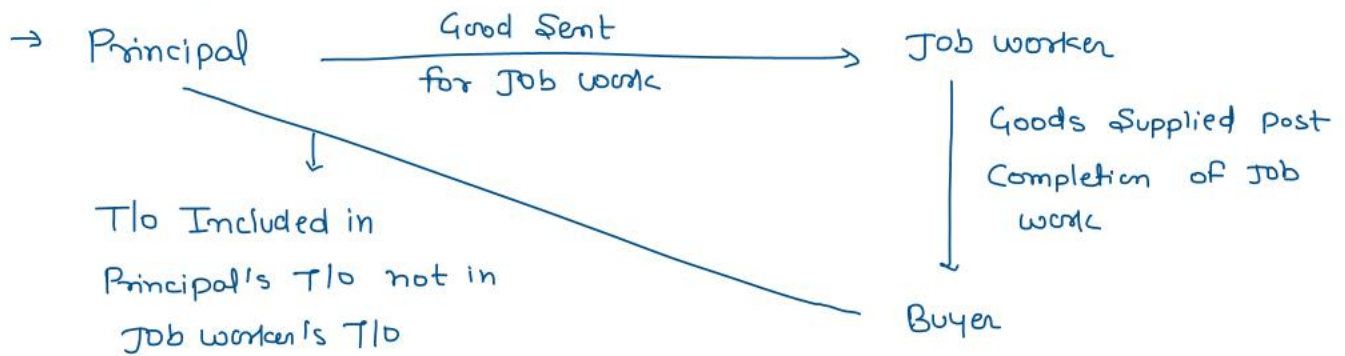 → Principal
Good Sent
for Job work
Job worker
Goods Supplied Post
Completion of Job
work
T/o Included in
Principal's T/o not in
Job worker's T/o
Buyer